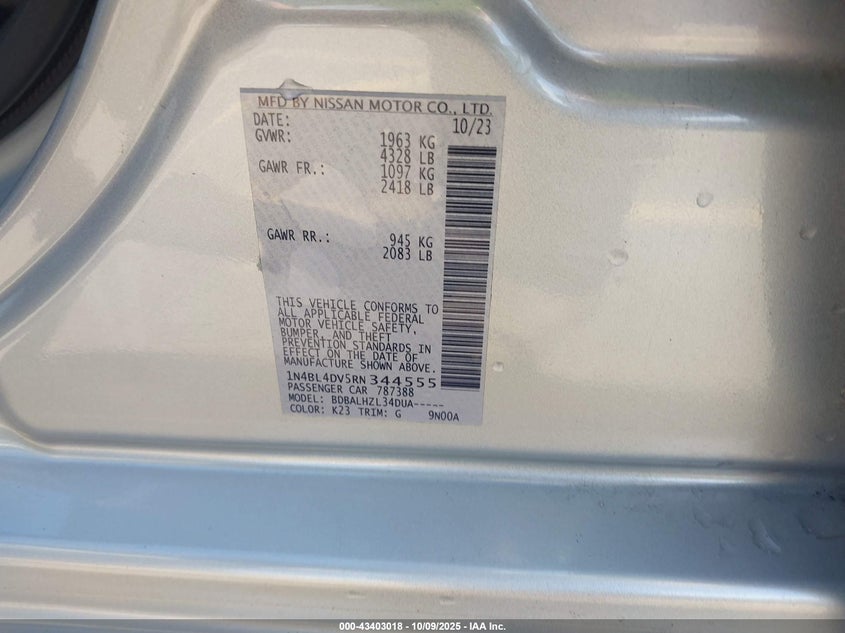 MFD BY NISSAN MOTOR CO., LTD.
DATE: 10/23
GVWR: 1963 KG
4328 LB
GAWR FR.: 1097 KG
2418 LB
GAWR RR.: 945 KG
2083 LB
THIS VEHICLE CONFORMS TO
ALL APPLICABLE FEDERAL
MOTOR VEHICLE SAFETY,
BUMPER, AND THEFT
PREVENTION STANDARDS IN
EFFECT ON THE DATE OF
MANUFACTURE SHOWN ABOVE.
1N4BL4DV5RN344555
PASSENGER CAR 787388
MODEL: BDBALHZL34DUA-----
COLOR: K23 TRIM: G 9N00A
000-43403018 - 10/09/2025 - IAA Inc.